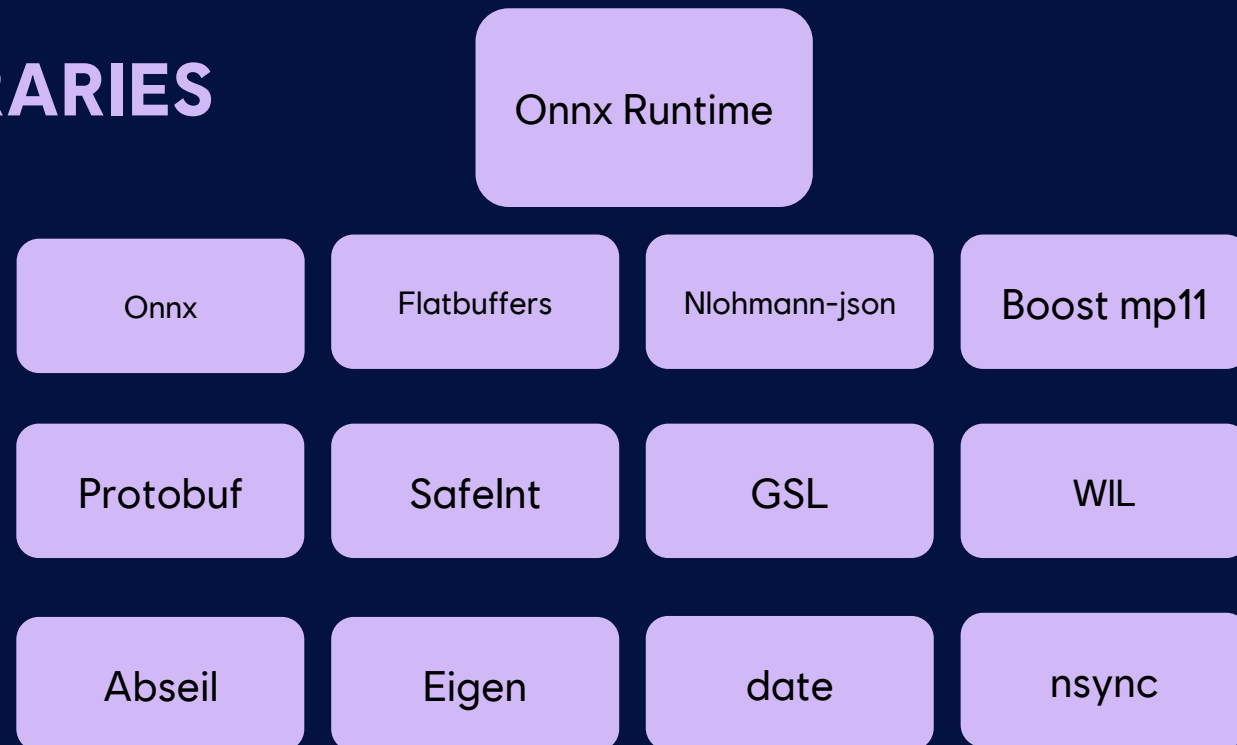 RARIES
Onnx Runtime
Onnx
Flatbuffers
Nlohmann-json
Boost mp11
Protobuf
SafeInt
GSL
WIL
Abseil
Eigen
date
nsync